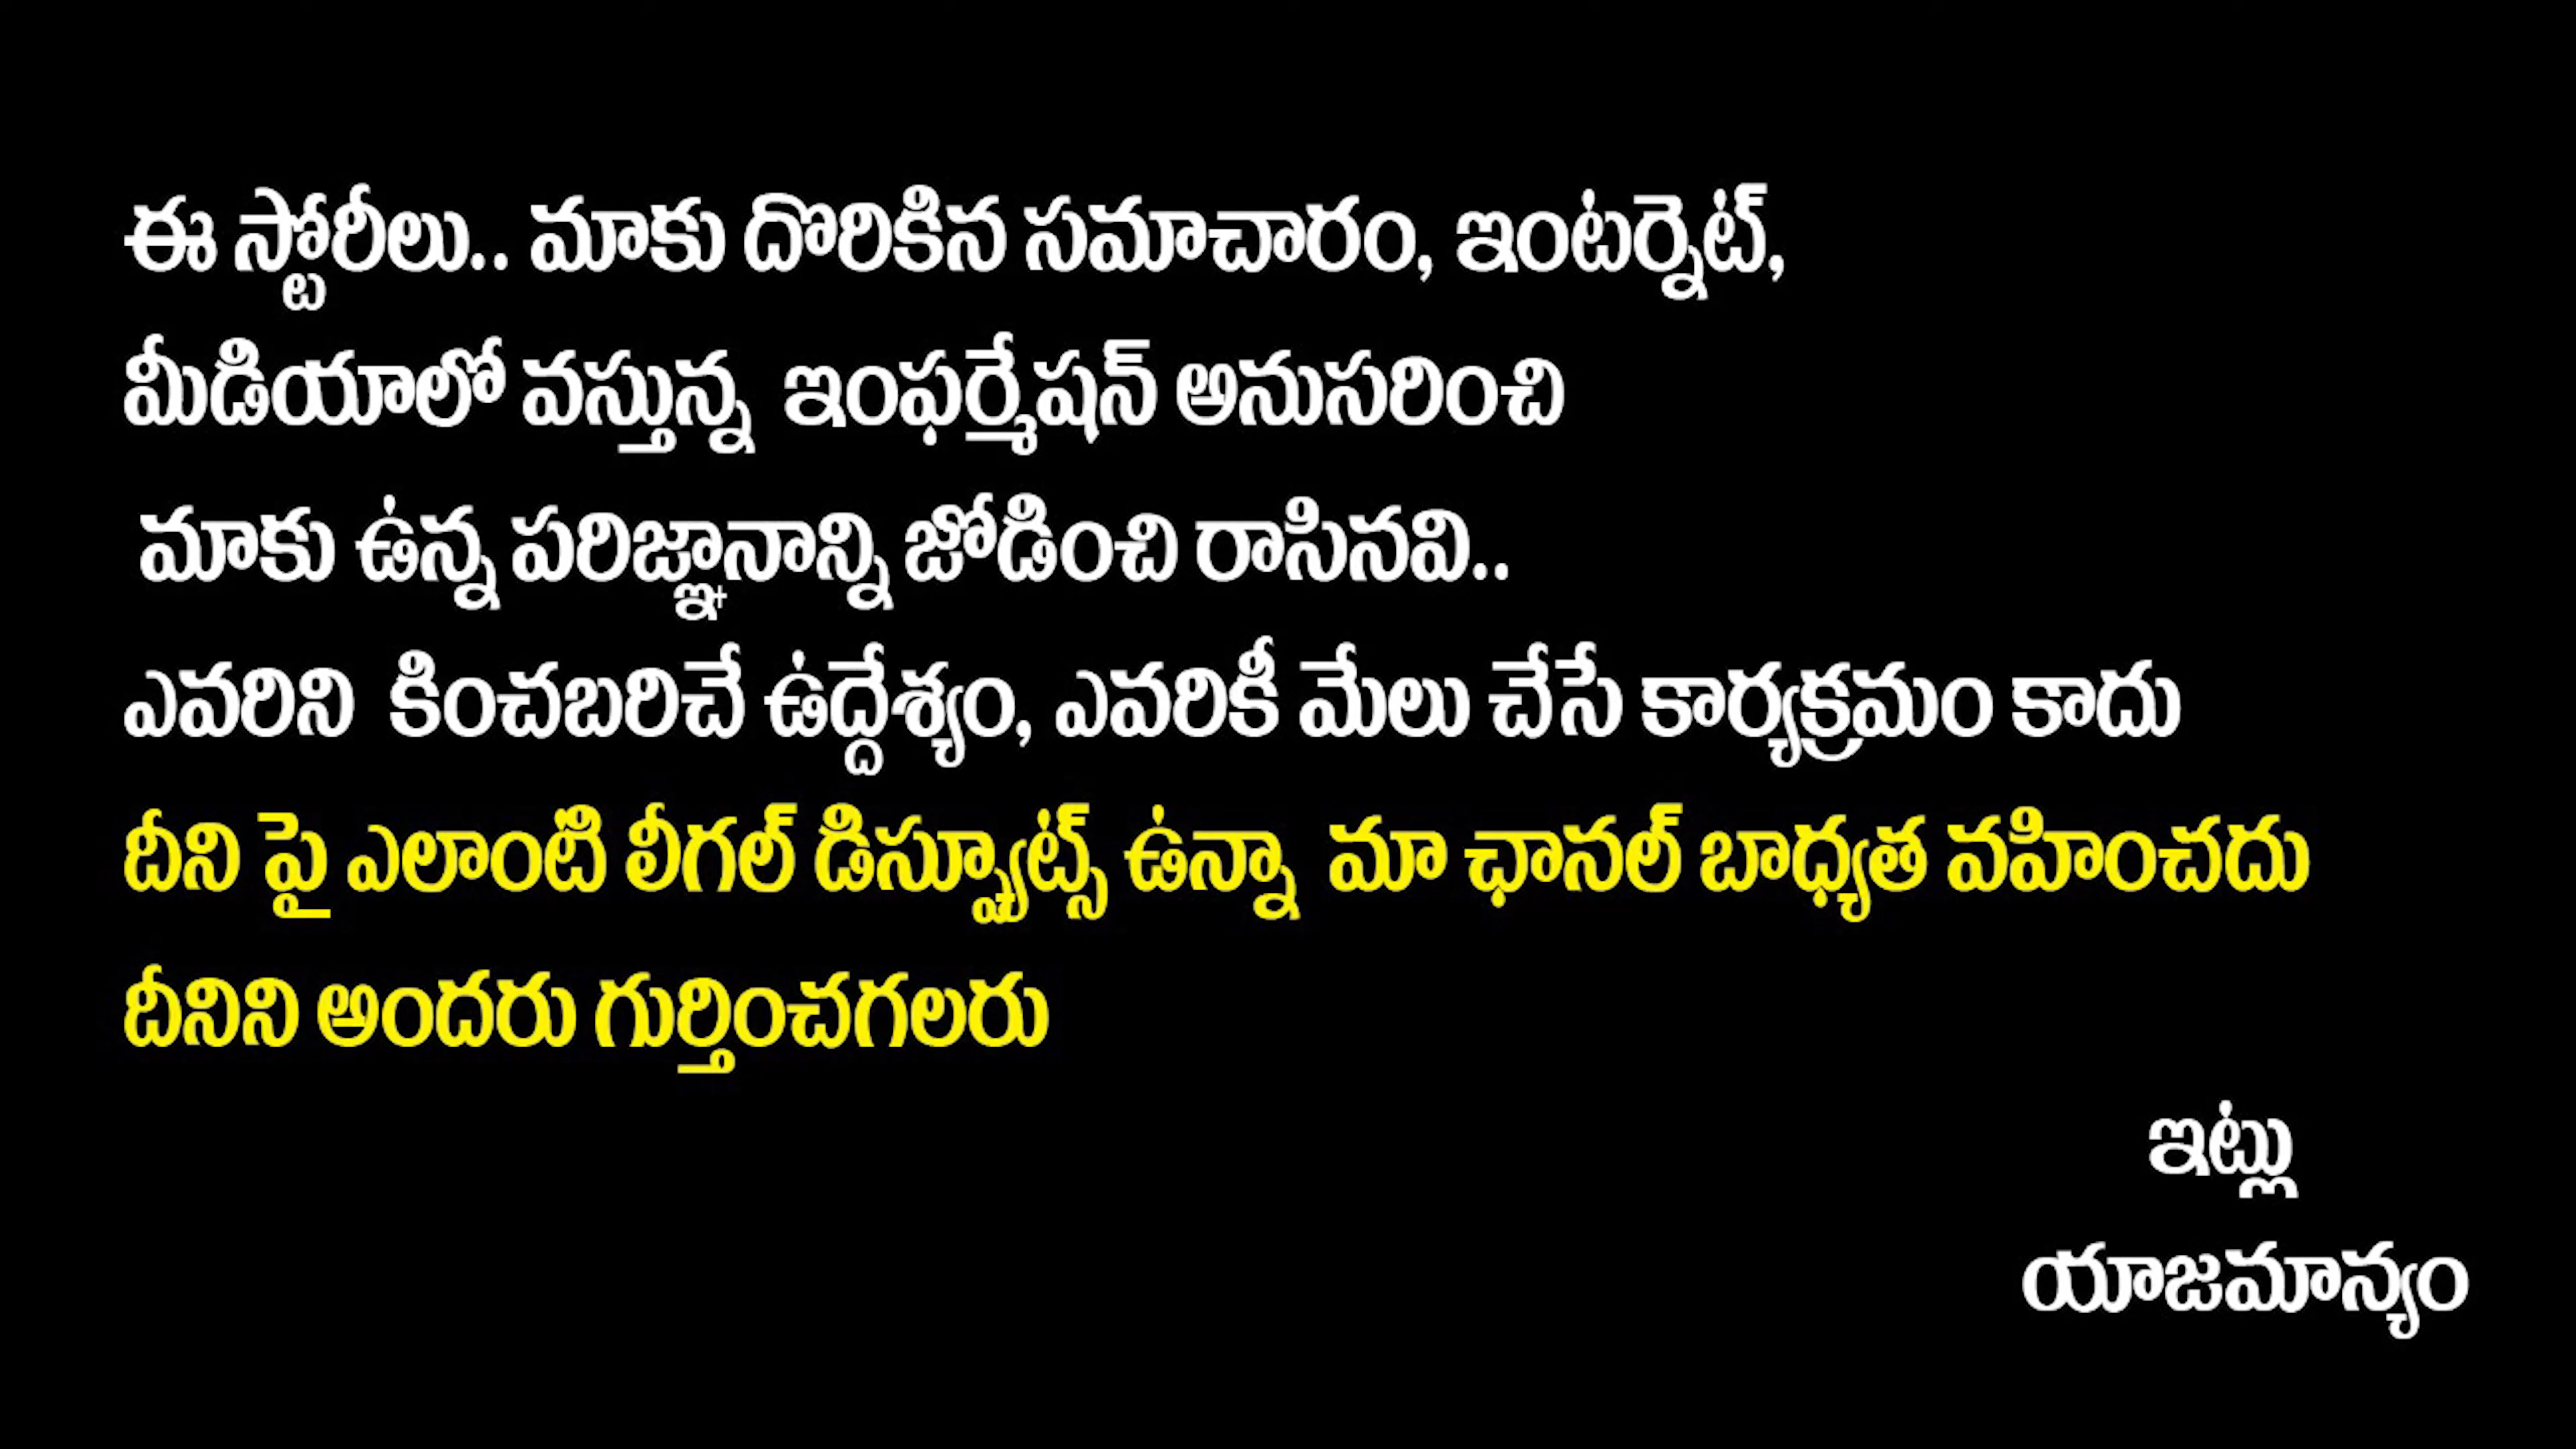 ఈ స్టోరీలు.. మాకు దొరికిన సమాచారం, ఇంటర్నెట్,
మీడియాలో వస్తున్న ఇంఫర్మేషన్ అనుసరించి
మాకు ఉన్న పరిజ్ఞానాన్ని జోడించి రాసినవి..
ఎవరిని కించబరిచే ఉద్దేశ్యం, ఎవరికీ మేలు చేసే కార్యక్రమం కాదు
దీని పై ఎలాంటి లీగల్ డిస్ప్యూట్స్ ఉన్నా మా ఛానల్ బాధ్యత వహించదు
దీనిని అందరు గుర్తించగలరు
ఇట్లు
యాజమాన్యం